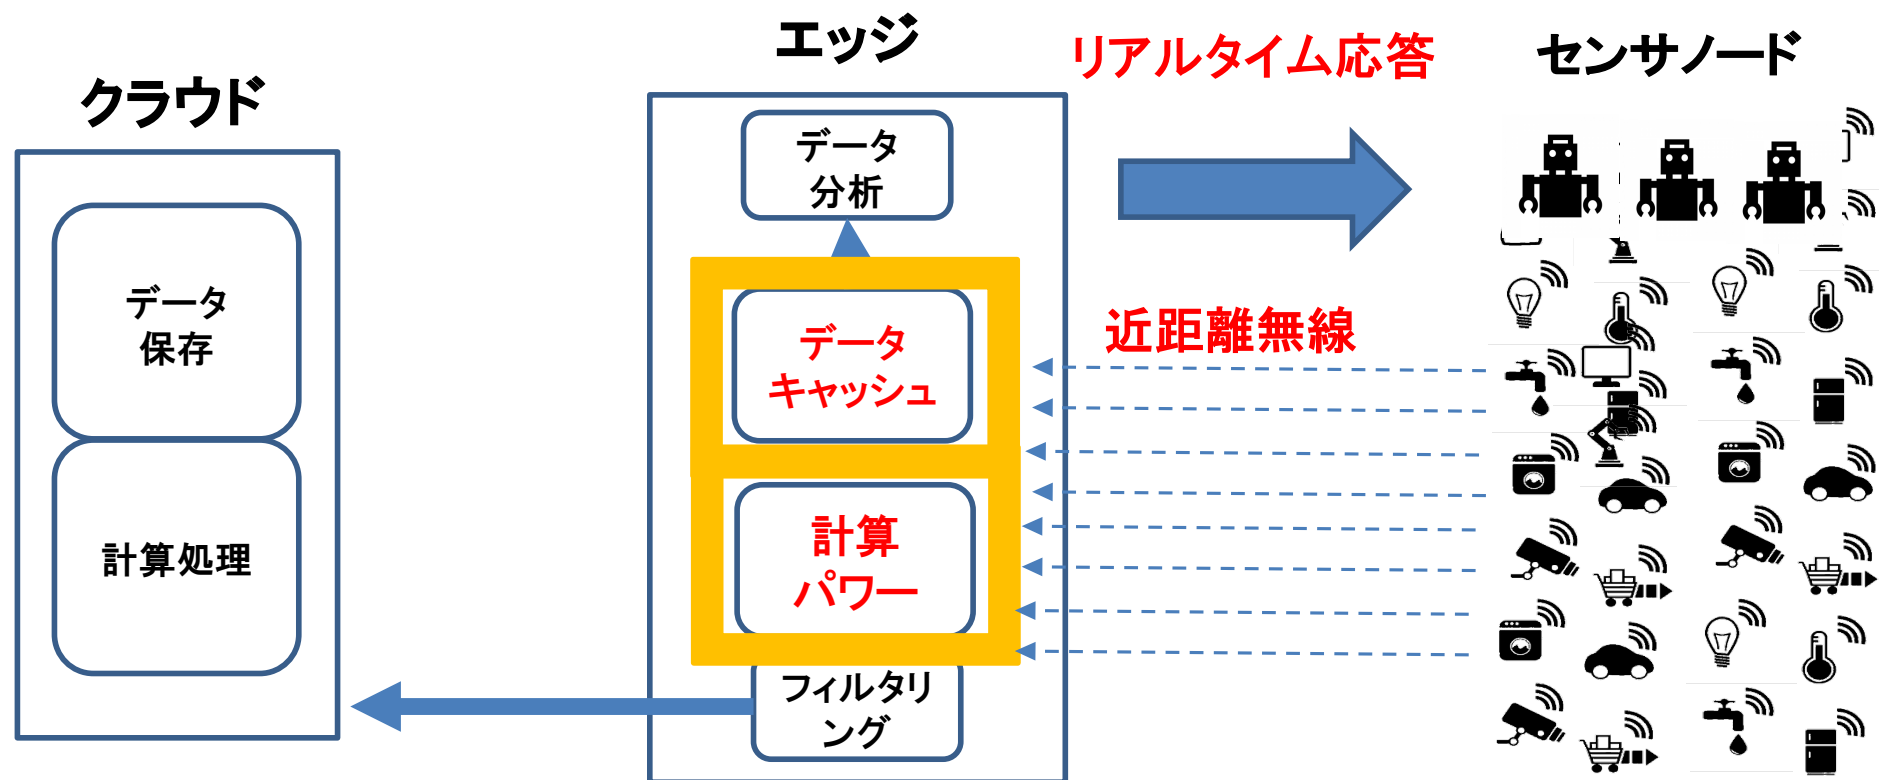 クラウド
データ
保存
計算処理
エッジ
データ
分析
データ
キャッシュ
計算
パワー
フィルタリ
ング
リアルタイム応答
近距離無線
センサノード